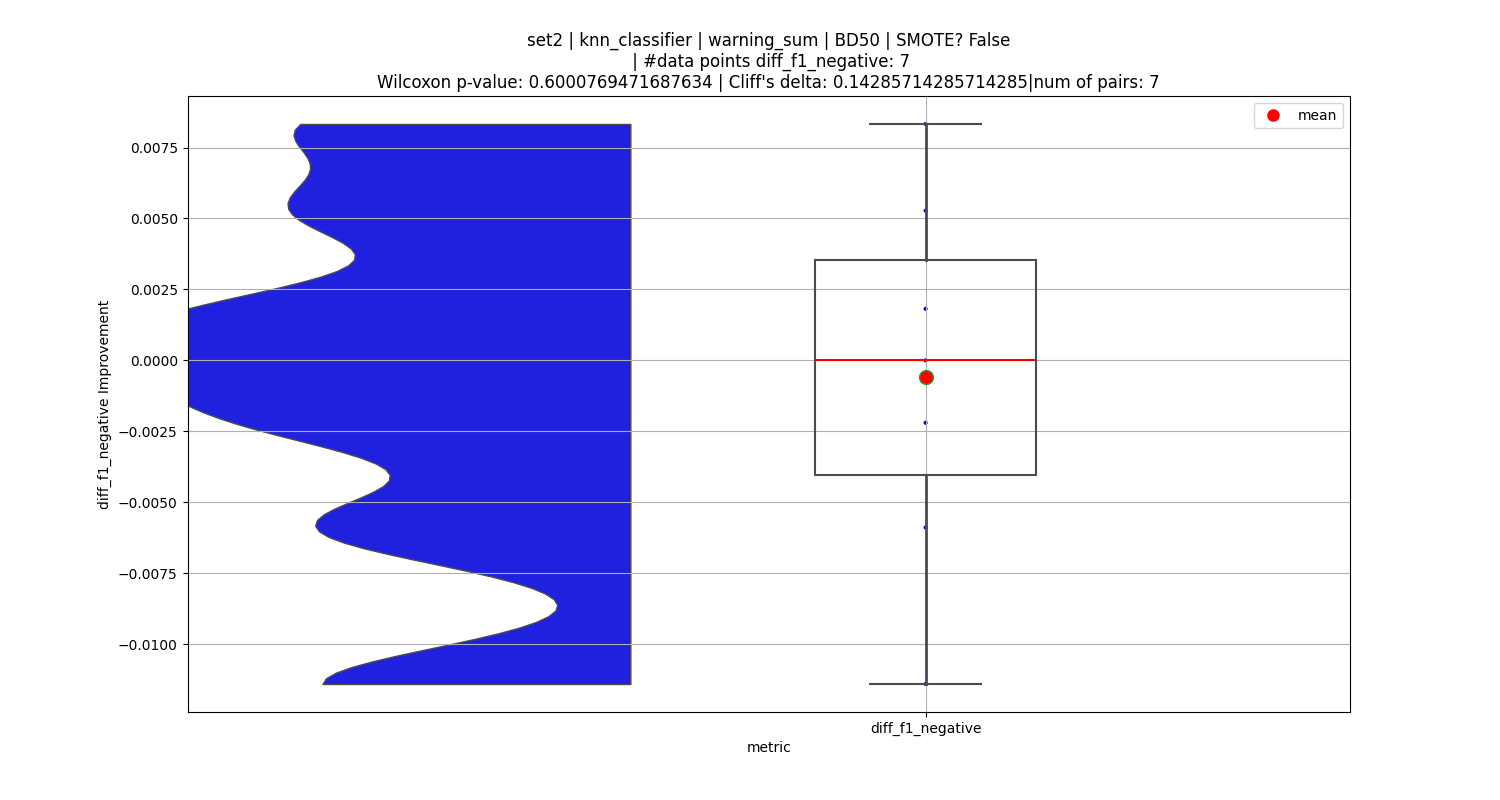 set2 | knn_classifier | warning_sum | BD50 | SMOTE? False
| #data points diff_f1_negative: 7
Wilcoxon p-value: 0.6000769471687634 | Cliff's delta: 0.14285714285714285|num of pairs: 7
mean
0.0075
0.0050
0.0025
0.0000
−0.0025
−0.0050
−0.0075
−0.0100
diff_f1_negative Improvement
diff_f1_negative
metric